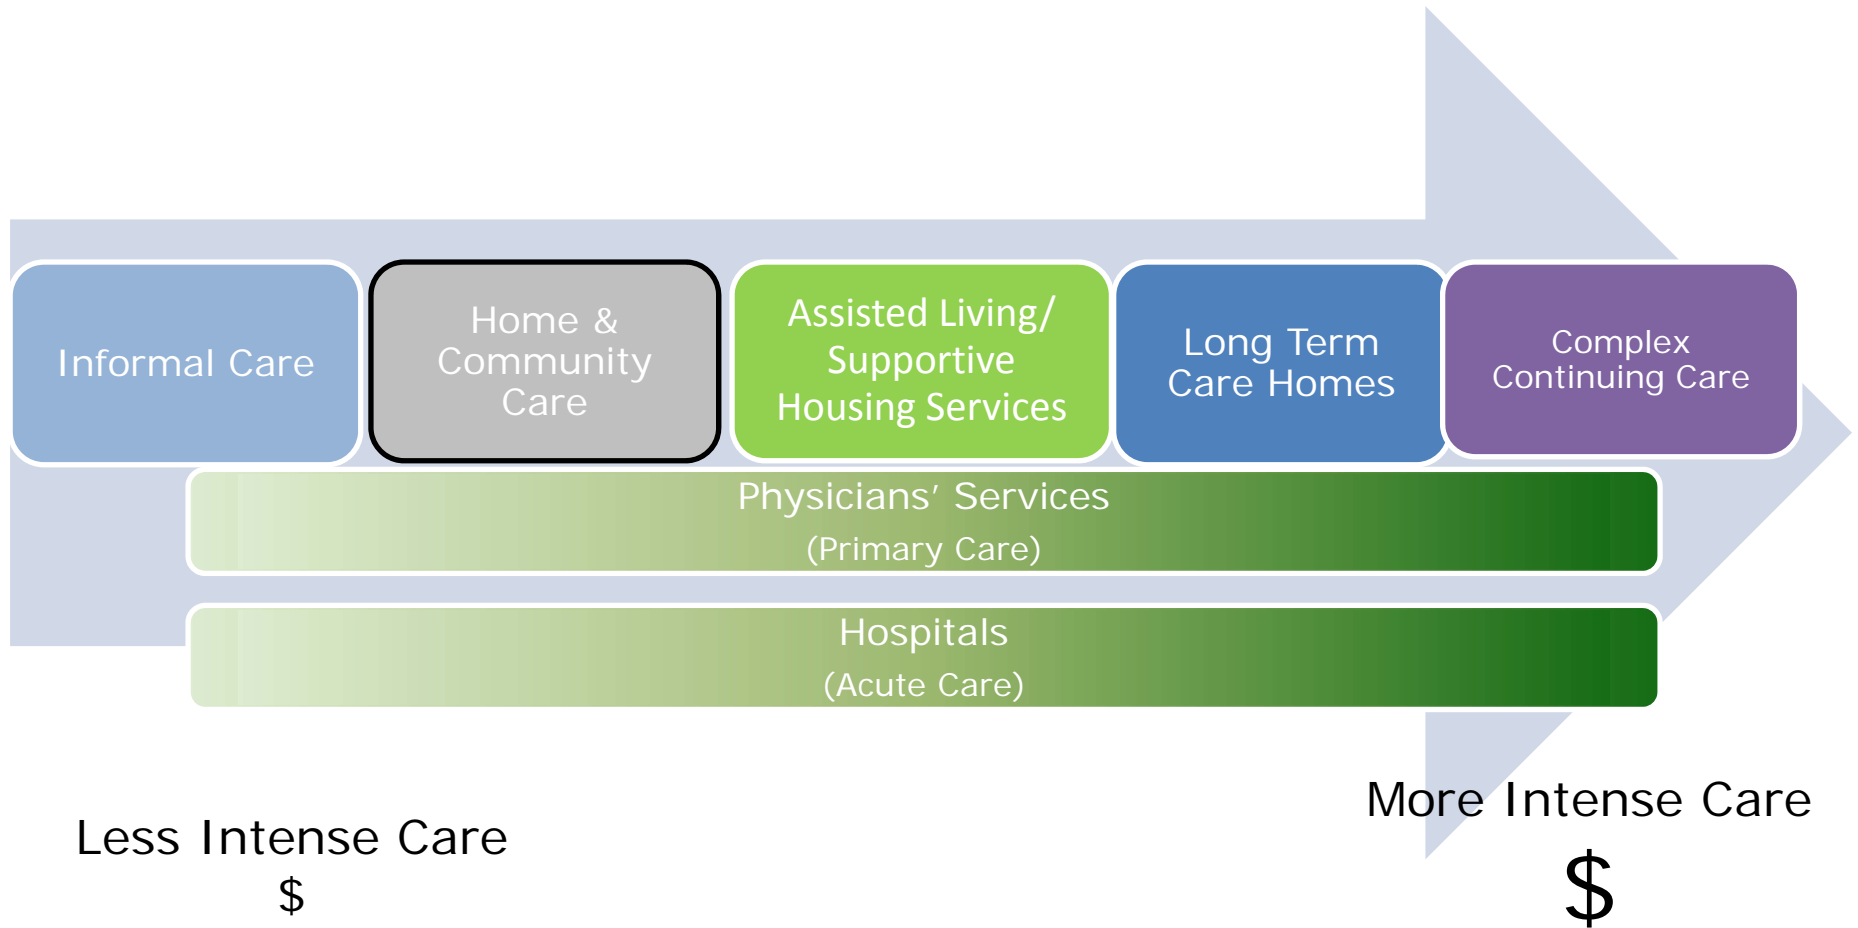 Informal Care
Home &
Community
Care
Assisted Living/
Supportive
Housing Services
Long Term
Care Homes
Complex
Continuing Care
Physicians’ Services
(Primary Care)
Hospitals
(Acute Care)
Less Intense Care
$
More Intense Care
$